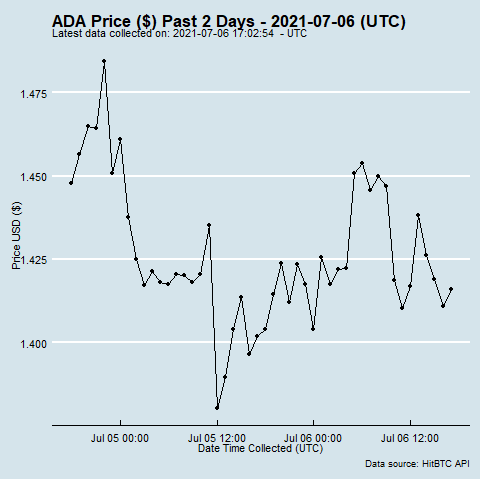 ADA Price ($) Past 2 Days - 2021-07-06 (UTC)
Latest data collected on: 2021-07-06 17:02:54  - UTC
1.475
1.450
1.425
1.400
Price USD ($)
Jul 05 00:00 Jul 05 12:00 Jul 06 00:00 Jul 06 12:00
Date Time Collected (UTC)
Data source: HitBTC API